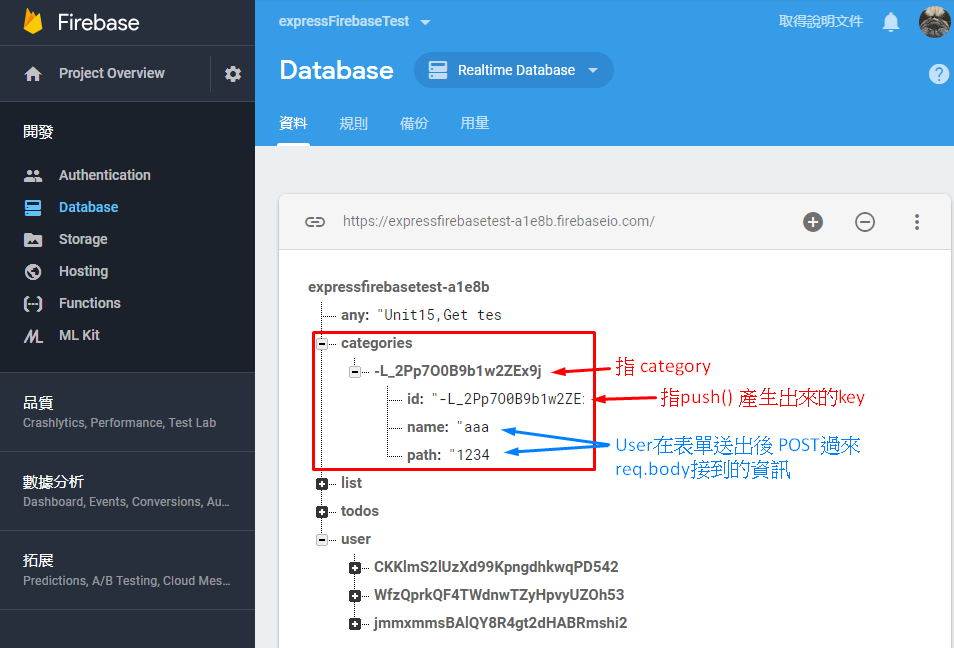 Firebase
expressFirebaseTest
取得說明文件
Project Overview
Database
Realtime Database
資料 規則 備份 用量
開發
Authentication
Database
Storage
Hosting
Functions
ML Kit
品質
Crashlytics, Performance, Test Lab
數據分析
Dashboard, Events, Conversions, Au...
拓展
Predictions, A/B Testing, Cloud Mes...
https://expressfirebasetest-a1e8b.firebaseio.com/
expressfirebasetest-a1e8b
any: "Unit15,Get tes
categories
-L_2Pp7O0B9b1w2ZEx9j
指 category
id: "-L_2Pp7O0B9b1w2ZE:
指push() 產生出來的key
name: "aaa
path: "1234
User在表單送出後 POST過來
req.body接到的資訊
list
todos
user
CKKlmS2lUzXd99KpngdhkwqPD542
WfzQprkQF4TWdnwTZyHpvyUZOh53
jmmxmmsBAlQY8R4gt2dHABRmshi2